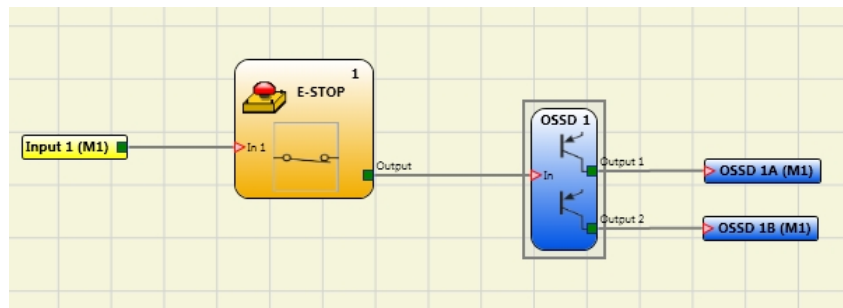 1
E-STOP
Input 1 (M1)
In 1
Output
OSSD 1
In
Output 1
OSSD 1A (M1)
Output 2
OSSD 1B (M1)